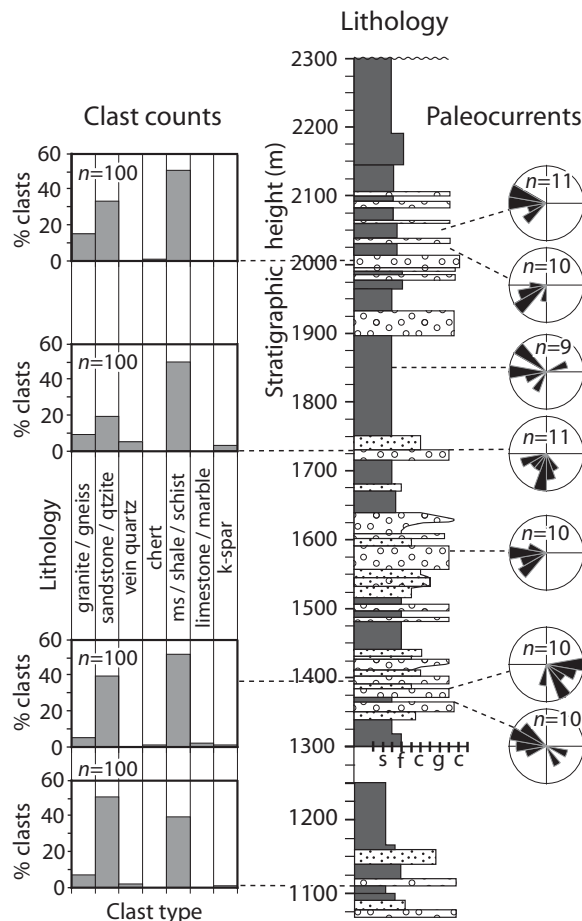 Lithology
Clast counts
Paleocurrents
% clasts
60
40
20
0
n=100
% clasts
60
40
20
0
n=100
Lithology
granite / gneiss
sandstone / qtzite
vein quartz
chert
ms / shale / schist
limestone / marble
k-spar
% clasts
60
40
20
0
n=100
% clasts
60
40
20
0
n=100
Clast type
Stratigraphic height (m)
2300
2200
2100
2000
1900
1800
1700
1600
1500
1400
1300
1200
1100
s f c g c
n=11
n=10
n=9
n=11
n=10
n=10
n=10